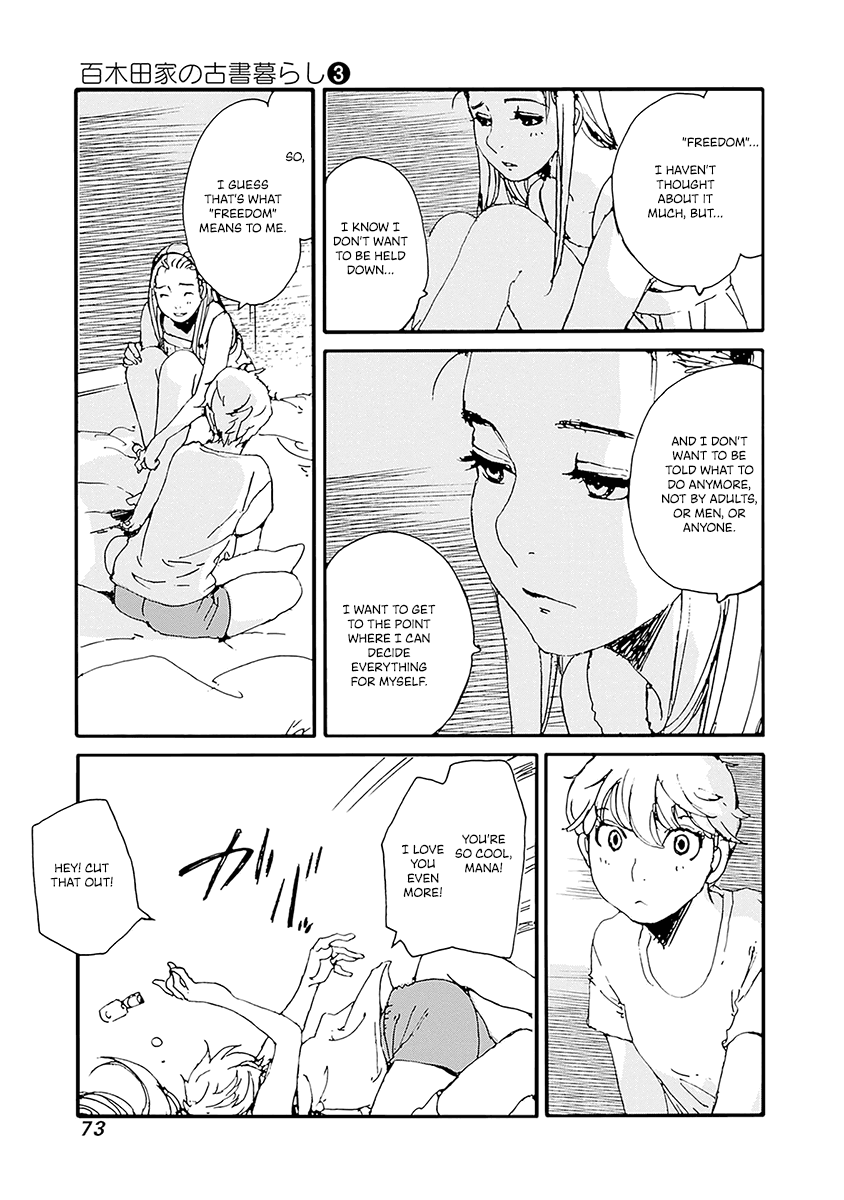 百木田家の古書暮らし❸
"FREEDOM"...
I HAVEN'T
THOUGHT
ABOUT IT
MUCH, BUT...
I KNOW I
DON'T WANT
TO BE HELD
DOWN...
AND I DON'T
WANT TO BE
TOLD WHAT TO
DO ANYMORE,
NOT BY ADULTS,
OR MEN, OR
ANYONE.
I WANT TO GET
TO THE POINT
WHERE I CAN
DECIDE
EVERYTHING
FOR MYSELF.
SO,
I GUESS
THAT'S WHAT
"FREEDOM"
MEANS TO ME.
YOU'RE
SO COOL,
MANA!
I LOVE
YOU
EVEN
MORE!
ガバッ
HEY! CUT
THAT OUT!
73